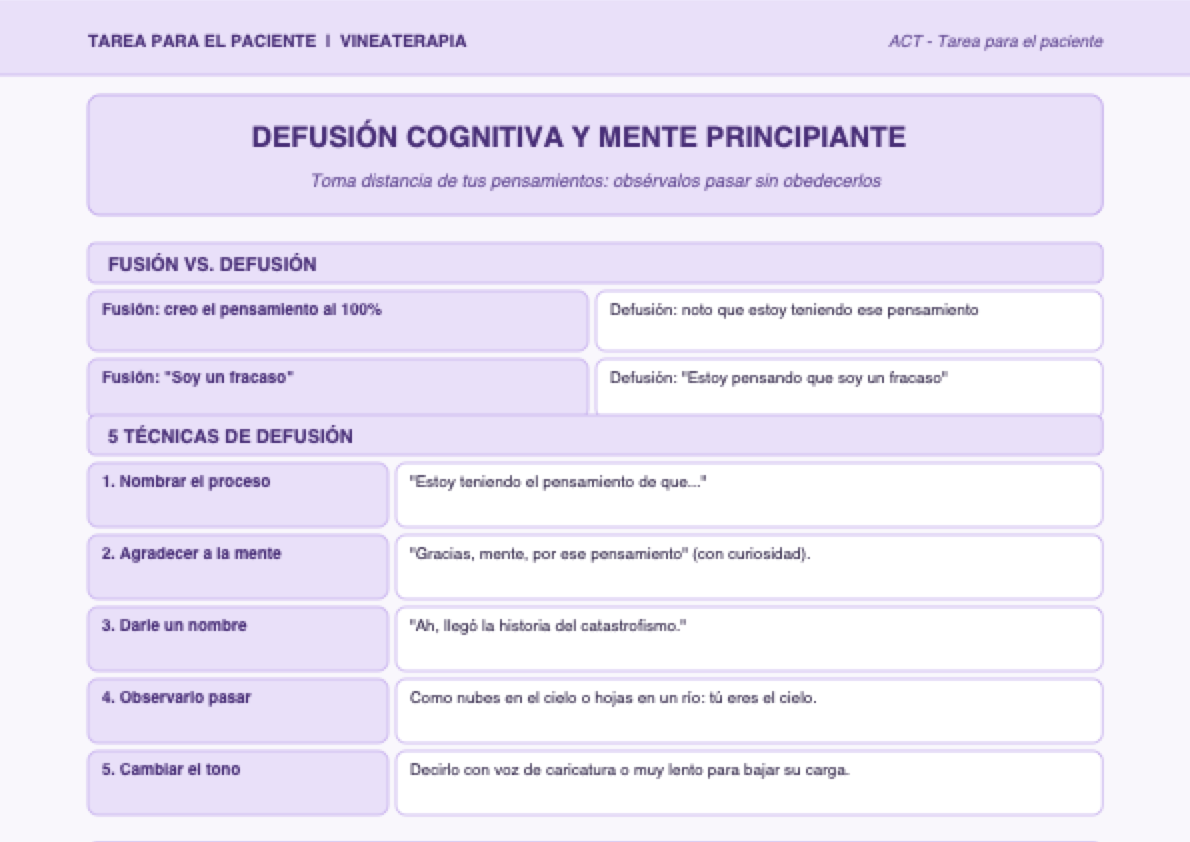 TAREA PARA EL PACIENTE | VINEATERAPIA
ACT - Tarea para el paciente
DEFUSIÓN COGNITIVA Y MENTE PRINCIPIANTE
Toma distancia de tus pensamientos: obsérvalos pasar sin obedecerlos
FUSIÓN VS. DEFUSIÓN
Fusión: creo el pensamiento al 100%
Defusión: noto que estoy teniendo ese pensamiento
Fusión: "Soy un fracaso"
Defusión: "Estoy pensando que soy un fracaso"
5 TÉCNICAS DE DEFUSIÓN
1. Nombrar el proceso
"Estoy teniendo el pensamiento de que..."
2. Agradecer a la mente
"Gracias, mente, por ese pensamiento" (con curiosidad).
3. Darle un nombre
"Ah, llegó la historia del catastrofismo."
4. Observarlo pasar
Como nubes en el cielo o hojas en un río: tú eres el cielo.
5. Cambiar el tono
Decirlo con voz de caricatura o muy lento para bajar su carga.